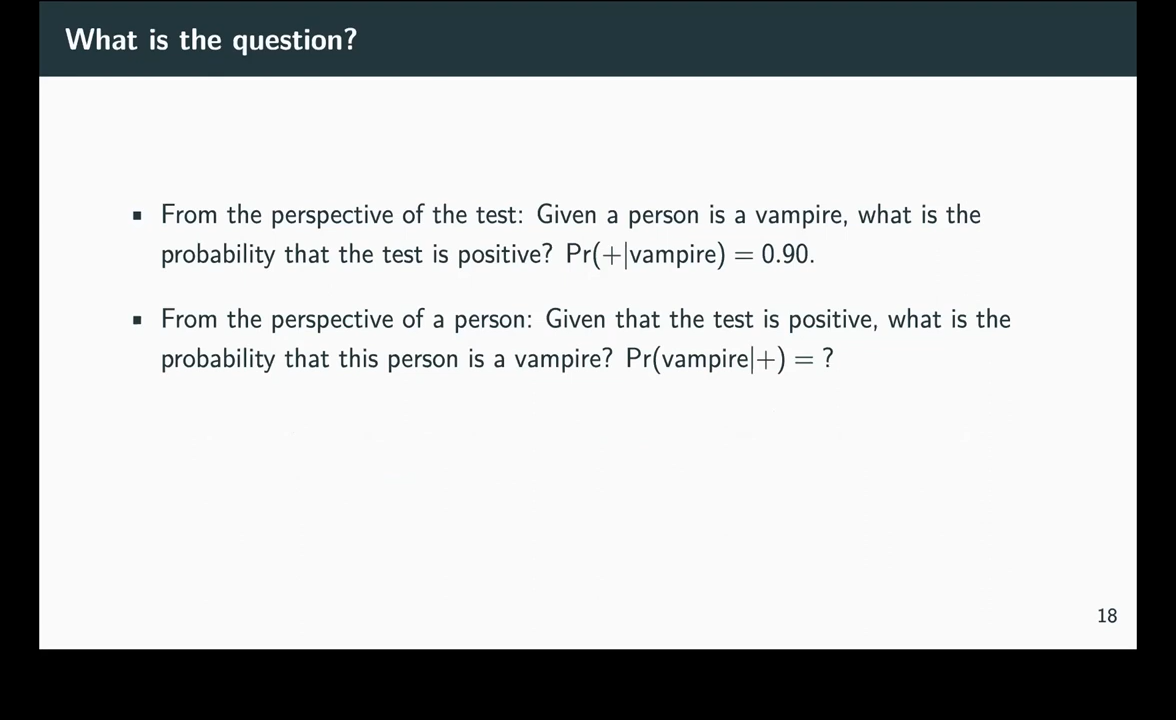 What is the question?
▪ From the perspective of the test: Given a person is a vampire, what is the
probability that the test is positive? Pr(+|vampire) = 0.90.
▪ From the perspective of a person: Given that the test is positive, what is the
probability that this person is a vampire? Pr(vampire|+) = ?
18